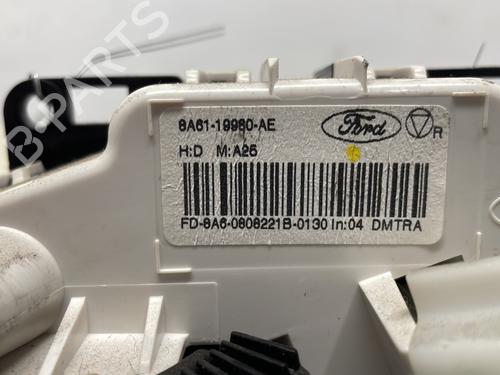 B-PARTS
8A61-19980-AE
Ford
R
H:D M:A25
FD-8A6-0808221B-0130 In:04 DMTRA